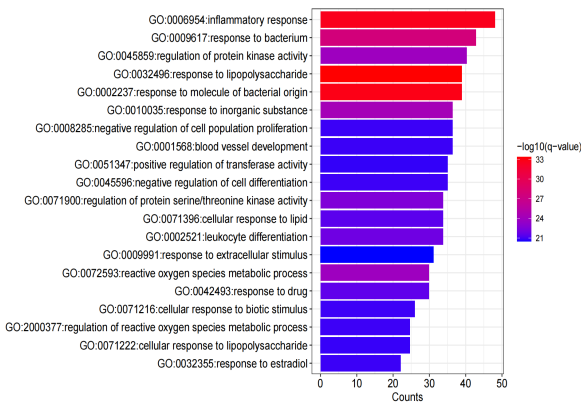 GO:0006954:inflammatory response
GO:0009617:response to bacterium
GO:0045859:regulation of protein kinase activity
GO:0032496:response to lipopolysaccharide
GO:0002237:response to molecule of bacterial origin
GO:0010035:response to inorganic substance
GO:0008285:negative regulation of cell population proliferation
GO:0001568:blood vessel development
GO:0051347:positive regulation of transferase activity
GO:0045596:negative regulation of cell differentiation
GO:0071900:regulation of protein serine/threonine kinase activity
GO:0071396:cellular response to lipid
GO:0002521:leukocyte differentiation
GO:0009991:response to extracellular stimulus
GO:0072593:reactive oxygen species metabolic process
GO:0042493:response to drug
GO:0071216:cellular response to biotic stimulus
GO:2000377:regulation of reactive oxygen species metabolic process
GO:0071222:cellular response to lipopolysaccharide
GO:0032355:response to estradiol
0 10 20 30 40 50
Counts
−log10(q−value)
33
30
27
24
21